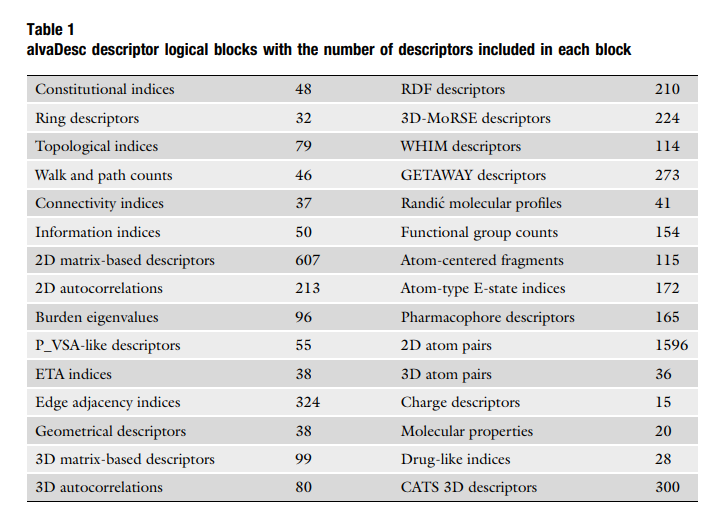 Table 1
alvaDesc descriptor logical blocks with the number of descriptors included in each block
Constitutional indices 48 RDF descriptors 210
Ring descriptors 32 3D-MoRSE descriptors 224
Topological indices 79 WHIM descriptors 114
Walk and path counts 46 GETAWAY descriptors 273
Connectivity indices 37 Randić molecular profiles 41
Information indices 50 Functional group counts 154
2D matrix-based descriptors 607 Atom-centered fragments 115
2D autocorrelations 213 Atom-type E-state indices 172
Burden eigenvalues 96 Pharmacophore descriptors 165
P_VSA-like descriptors 55 2D atom pairs 1596
ETA indices 38 3D atom pairs 36
Edge adjacency indices 324 Charge descriptors 15
Geometrical descriptors 38 Molecular properties 20
3D matrix-based descriptors 99 Drug-like indices 28
3D autocorrelations 80 CATS 3D descriptors 300